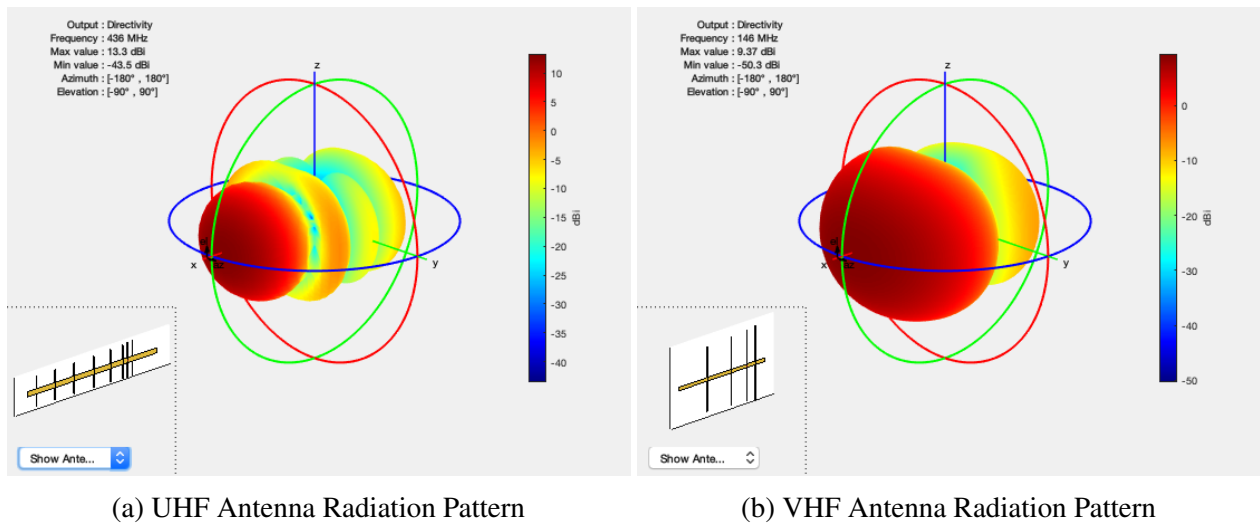 Output : Directivity
Frequency : 436 MHz
Max value : 13.3 dBi
Min value : -43.5 dBi
Azimuth : [-180° , 180°]
Elevation : [-90° , 90°]
z
x
y
az
10
5
0
-5
-10
-15
-20
-25
-30
-35
-40
dBi
Show Ante...
(a) UHF Antenna Radiation Pattern
Output : Directivity
Frequency : 146 MHz
Max value : 9.37 dBi
Min value : -50.3 dBi
Azimuth : [-180° , 180°]
Elevation : [-90° , 90°]
z
x
y
az
0
-10
-20
-30
-40
-50
dBi
Show Ante...
(b) VHF Antenna Radiation Pattern